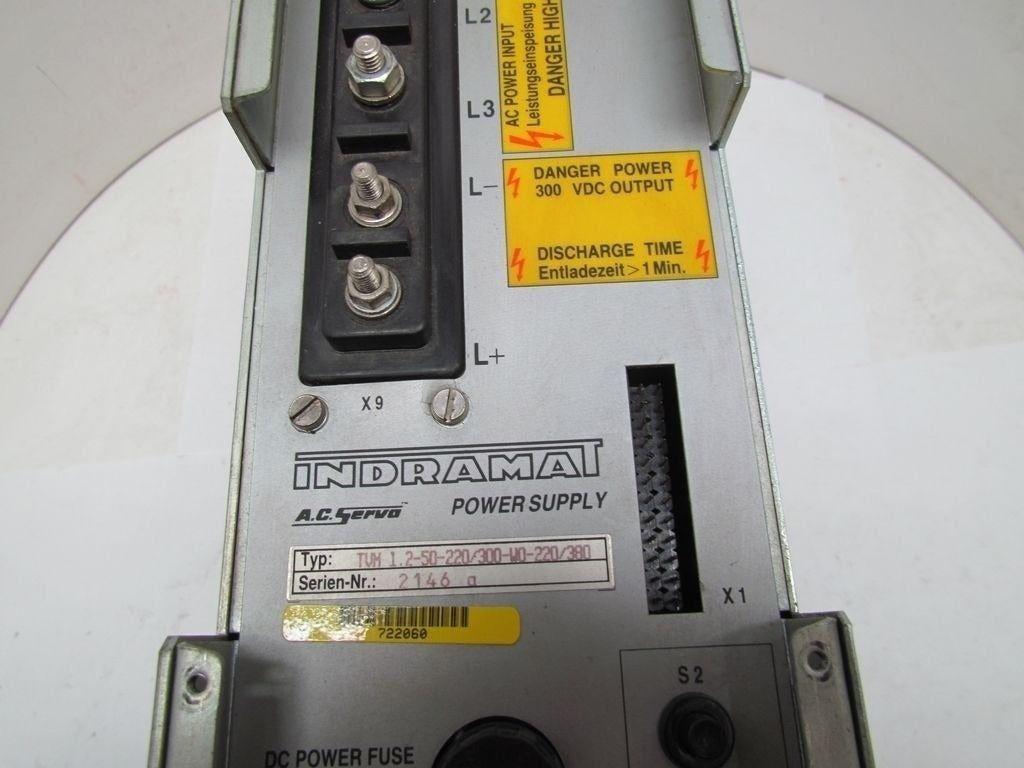 L2
L3
L-
L+
AC POWER INPUT
Leistungseinspeisung
DANGER HIGH
DANGER POWER
300 VDC OUTPUT
DISCHARGE TIME
Entladezeit > 1 Min.
X9
INDRAMAT
A.C. Servo™
POWER SUPPLY
Typ: TVM 1.2-50-220/300-W0-220/380
Serien-Nr.: 2146 a
722060
X1
S2
DC POWER FUSE